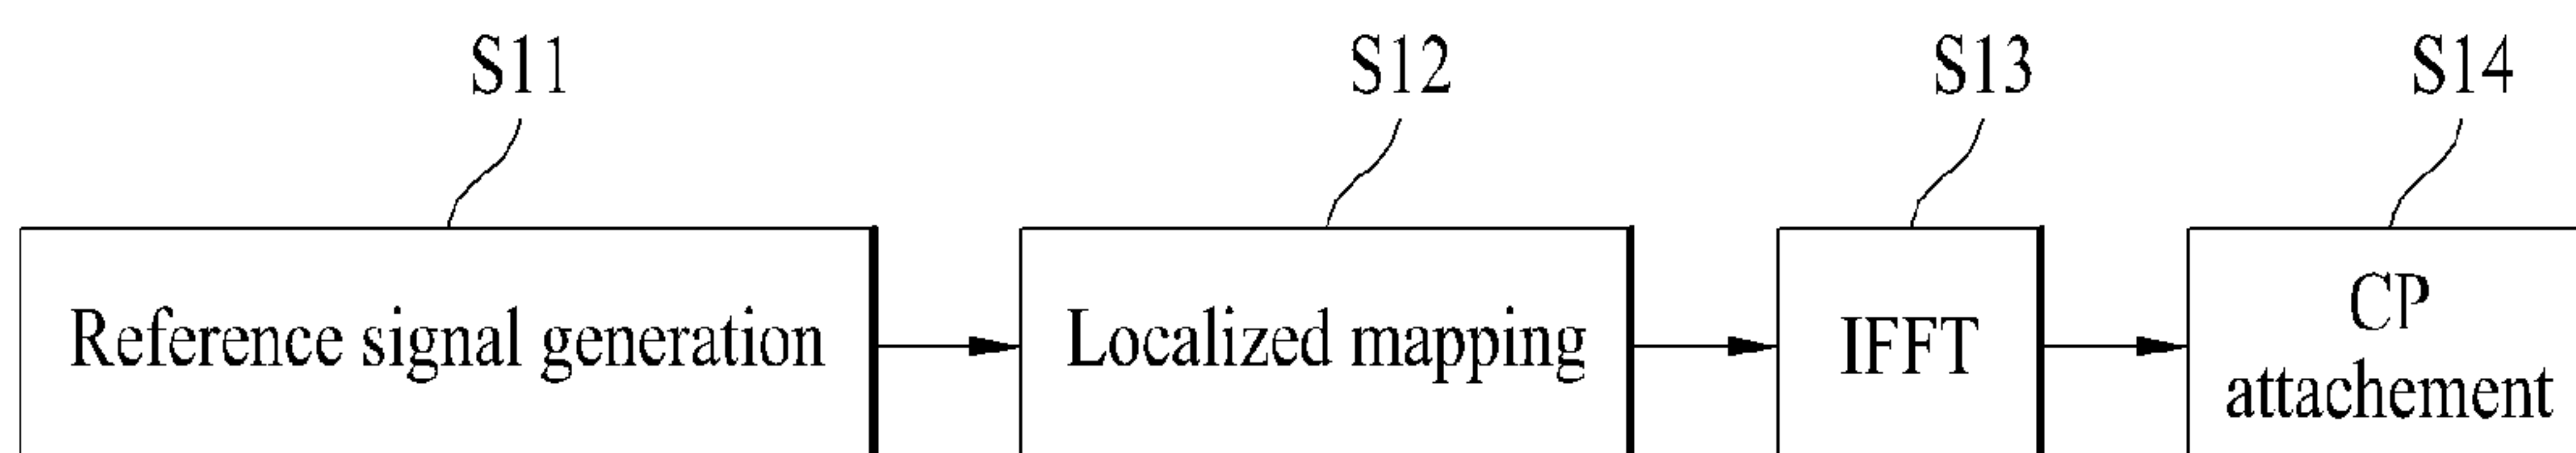 S11
S12
S13
S14
Reference signal generation
Localized mapping
IFFT
CP
attachement